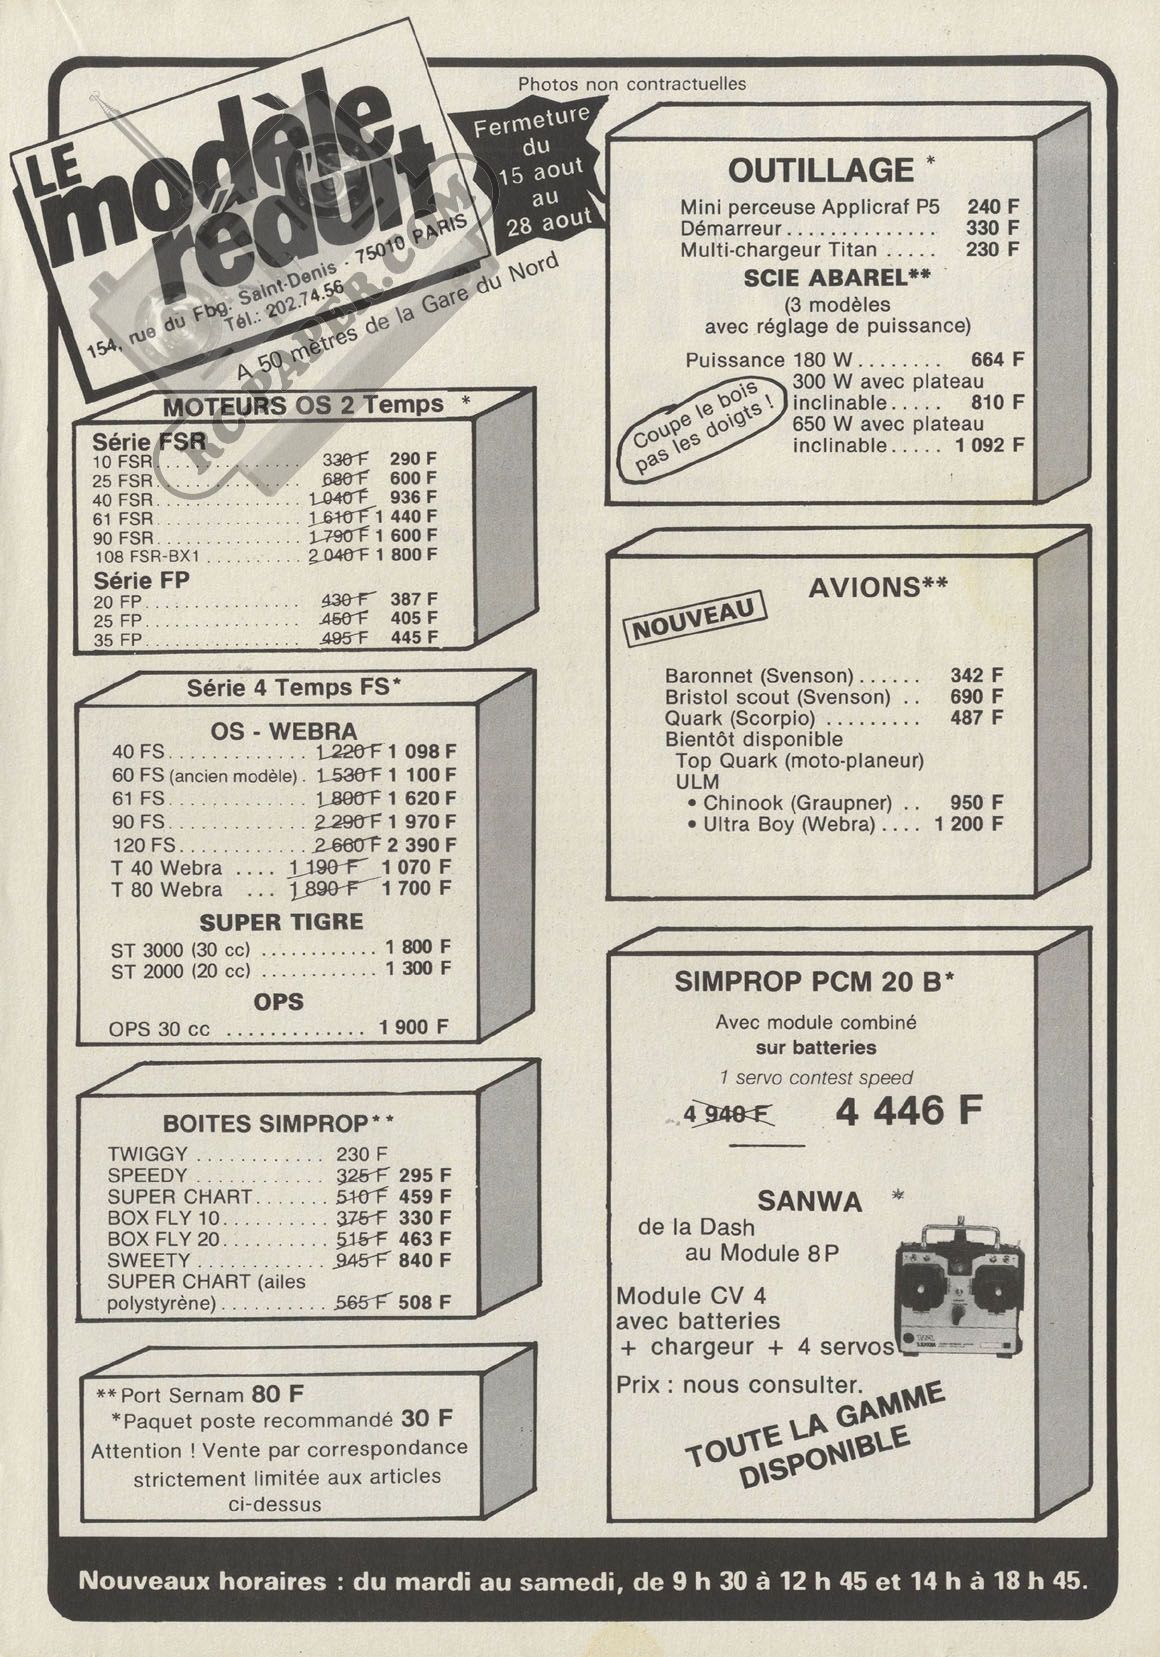 Photos non contractuelles
LE
modèle
réduit
154, rue du Fbg. Saint-Denis - 75010 PARIS
Tél.: 202.74.56
A 50 mètres de la Gare du Nord
Fermeture
du
15 aout
au
28 aout
RCPAPER.COM
MOTEURS OS 2 Temps *
Série FSR
10 FSR............... 330 F 290 F
25 FSR............... 680 F 600 F
40 FSR............... 1 040 F 936 F
61 FSR............... 1 610 F 1 440 F
90 FSR............... 1 790 F 1 600 F
108 FSR-BX1.......... 2 040 F 1 800 F
Série FP
20 FP................ 430 F 387 F
25 FP................ 450 F 405 F
35 FP................ 495 F 445 F
Série 4 Temps FS*
OS - WEBRA
40 FS............. 1 220 F 1 098 F
60 FS (ancien modèle). 1 530 F 1 100 F
61 FS............. 1 800 F 1 620 F
90 FS............. 2 290 F 1 970 F
120 FS............ 2 660 F 2 390 F
T 40 Webra .... 1 190 F 1 070 F
T 80 Webra ... 1 890 F 1 700 F
SUPER TIGRE
ST 3000 (30 cc) ............ 1 800 F
ST 2000 (20 cc) ............ 1 300 F
OPS
OPS 30 cc ............. 1 900 F
BOITES SIMPROP**
TWIGGY ............ 230 F
SPEEDY ............ 325 F 295 F
SUPER CHART....... 510 F 459 F
BOX FLY 10.......... 375 F 330 F
BOX FLY 20.......... 515 F 463 F
SWEETY ............ 945 F 840 F
SUPER CHART (ailes
polystyrène).......... 565 F 508 F
**Port Sernam 80 F
*Paquet poste recommandé 30 F
Attention ! Vente par correspondance
strictement limitée aux articles
ci-dessus
OUTILLAGE *
Mini perceuse Applicraf P5 240 F
Démarreur.............. 330 F
Multi-chargeur Titan ..... 230 F
SCIE ABAREL**
(3 modèles
avec réglage de puissance)
Puissance 180 W........ 664 F
300 W avec plateau
inclinable..... 810 F
650 W avec plateau
inclinable..... 1 092 F
Coupe le bois
pas les doigts !
AVIONS**
NOUVEAU
Baronnet (Svenson)...... 342 F
Bristol scout (Svenson) .. 690 F
Quark (Scorpio) ......... 487 F
Bientôt disponible
Top Quark (moto-planeur)
ULM
• Chinook (Graupner) .. 950 F
• Ultra Boy (Webra).... 1 200 F
SIMPROP PCM 20 B*
Avec module combiné
sur batteries
1 servo contest speed
4 940 F 4 446 F
SANWA *
de la Dash
au Module 8P
Module CV 4
avec batteries
+ chargeur + 4 servos
Prix : nous consulter.
TOUTE LA GAMME
DISPONIBLE
Nouveaux horaires : du mardi au samedi, de 9 h 30 à 12 h 45 et 14 h à 18 h 45.